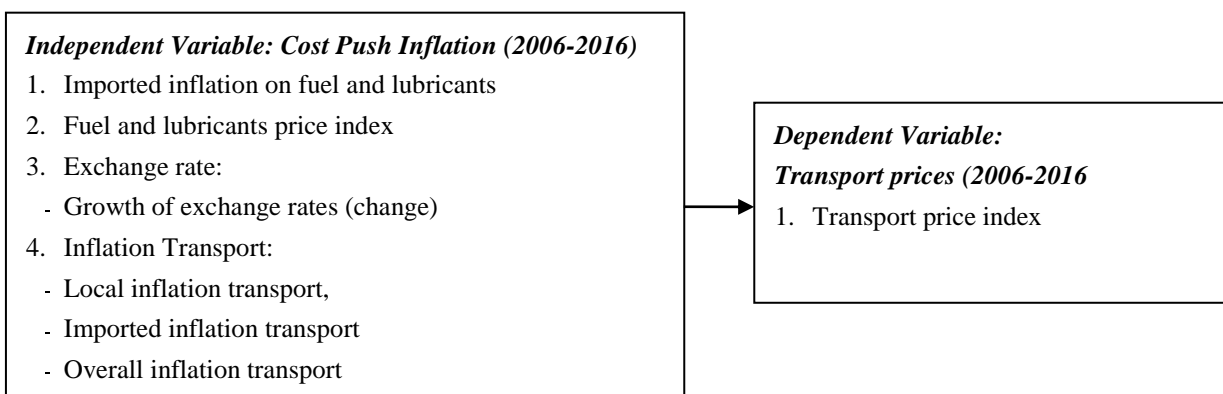 Independent Variable: Cost Push Inflation (2006-2016)
1. Imported inflation on fuel and lubricants
2. Fuel and lubricants price index
3. Exchange rate:
- Growth of exchange rates (change)
4. Inflation Transport:
- Local inflation transport,
- Imported inflation transport
- Overall inflation transport
Dependent Variable:
Transport prices (2006-2016
1. Transport price index